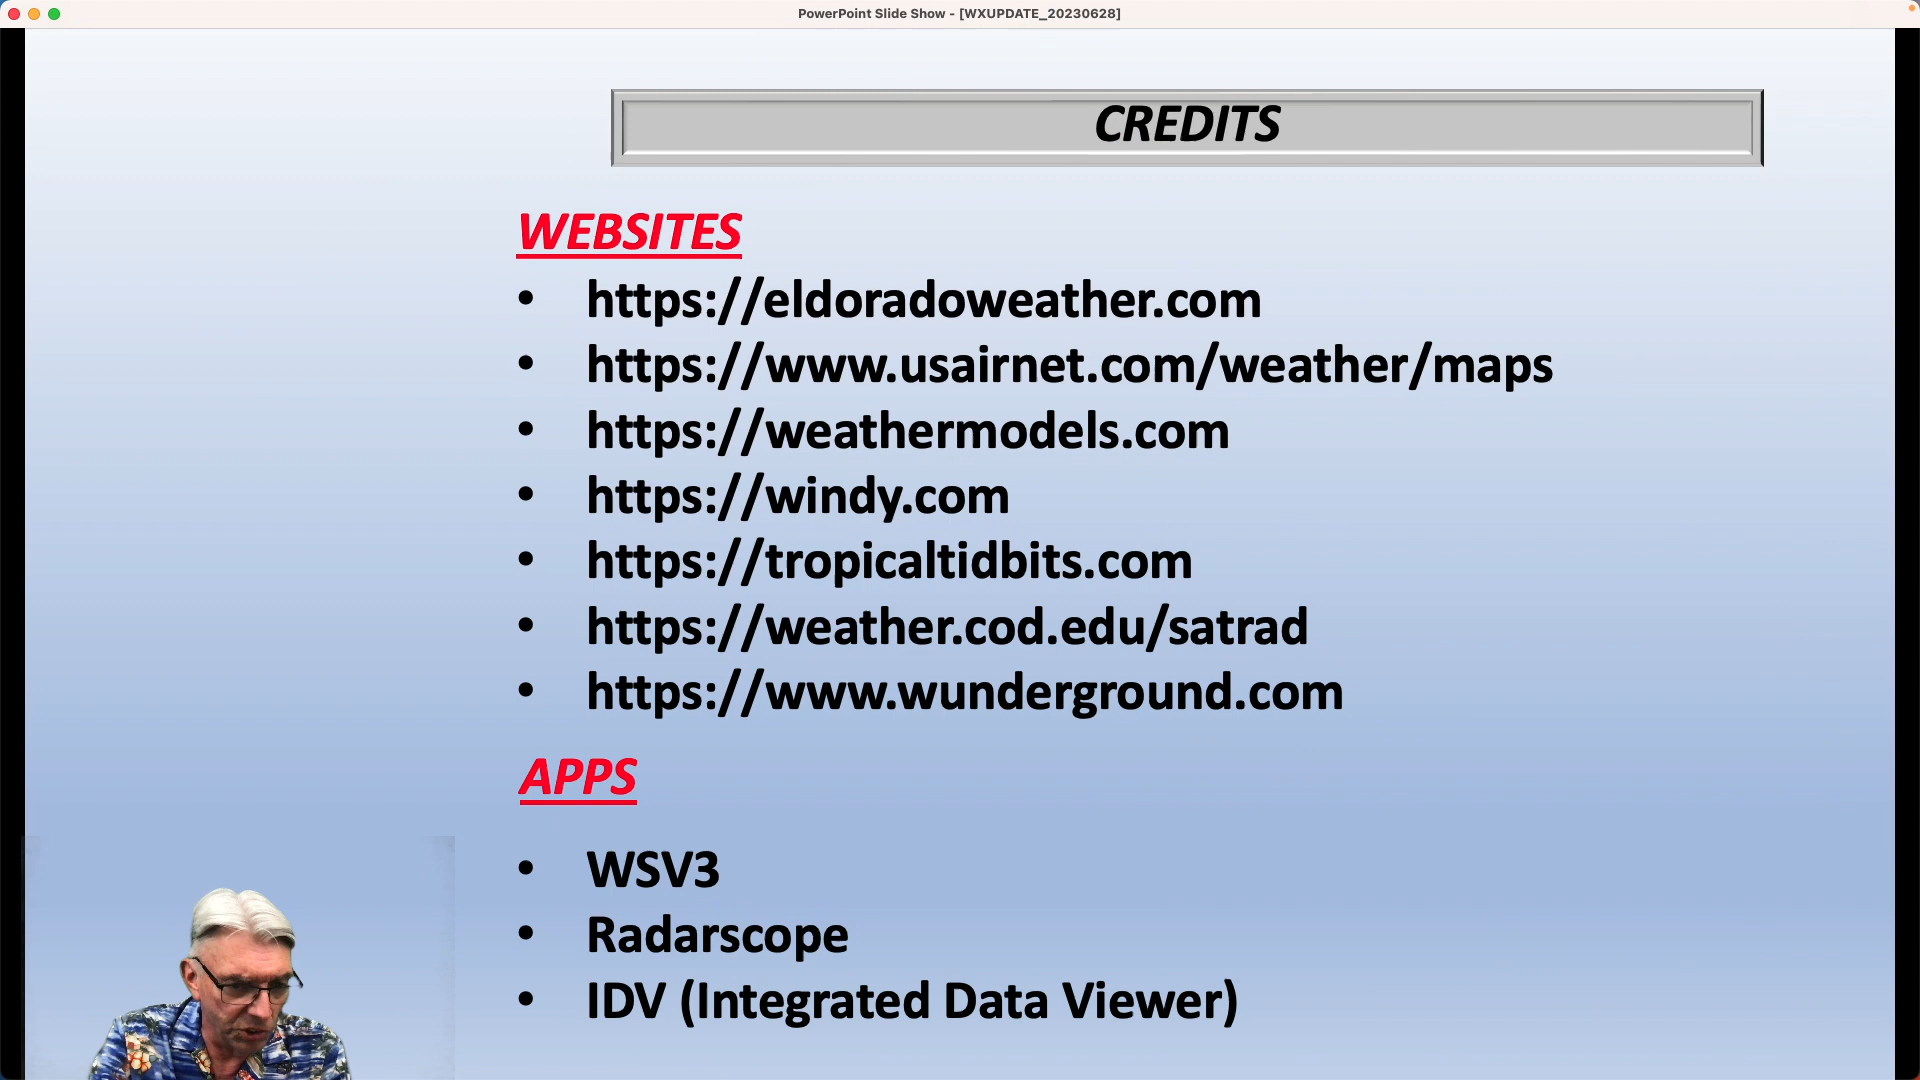 PowerPoint Slide Show - [WXUPDATE_20230628]
CREDITS
WEBSITES
• https://eldoradoweather.com
• https://www.usairnet.com/weather/maps
• https://weathermodels.com
• https://windy.com
• https://tropicaltidbits.com
• https://weather.cod.edu/satrad
• https://www.wunderground.com
APPS
• WSV3
• Radarscope
• IDV (Integrated Data Viewer)